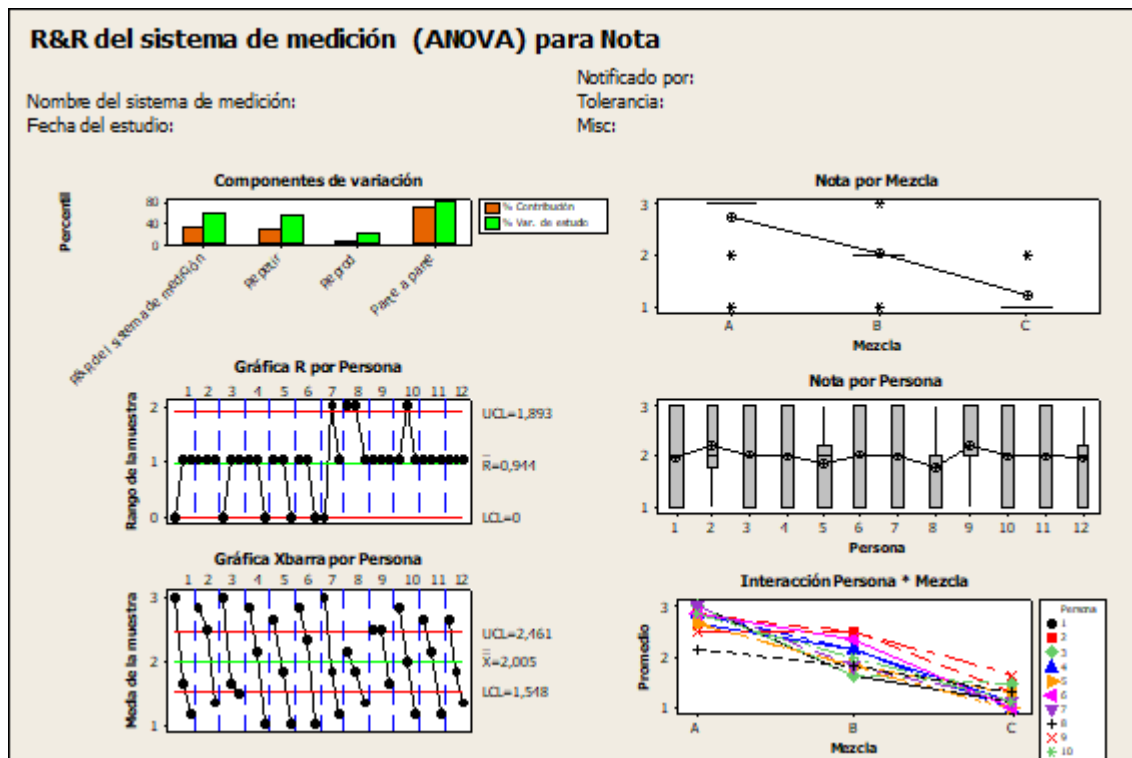 R&R del sistema de medición (ANOVA) para Nota
Notificado por:
Nombre del sistema de medición:
Tolerancia:
Fecha del estudio:
Misc:
Componentes de variación
Percentil
80
40
0
R&R del sistema de medición
Repetir
Reprod
Parte a parte
% Contribución
% Var. de estudio
Nota por Mezcla
3
2
1
A B C
Mezcla
Gráfica R por Persona
1 2 3 4 5 6 7 8 9 10 11 12
Rango de la muestra
2
1
0
UCL=1,893
R=0,944
LCL=0
Nota por Persona
3
2
1
1 2 3 4 5 6 7 8 9 10 11 12
Persona
Gráfica Xbarra por Persona
1 2 3 4 5 6 7 8 9 10 11 12
Media de la muestra
3
2
1
UCL=2,461
X=2,005
LCL=1,548
Interacción Persona * Mezcla
Promedio
3
2
1
A B C
Mezcla
Persona
1
2
3
4
5
6
7
8
9
10